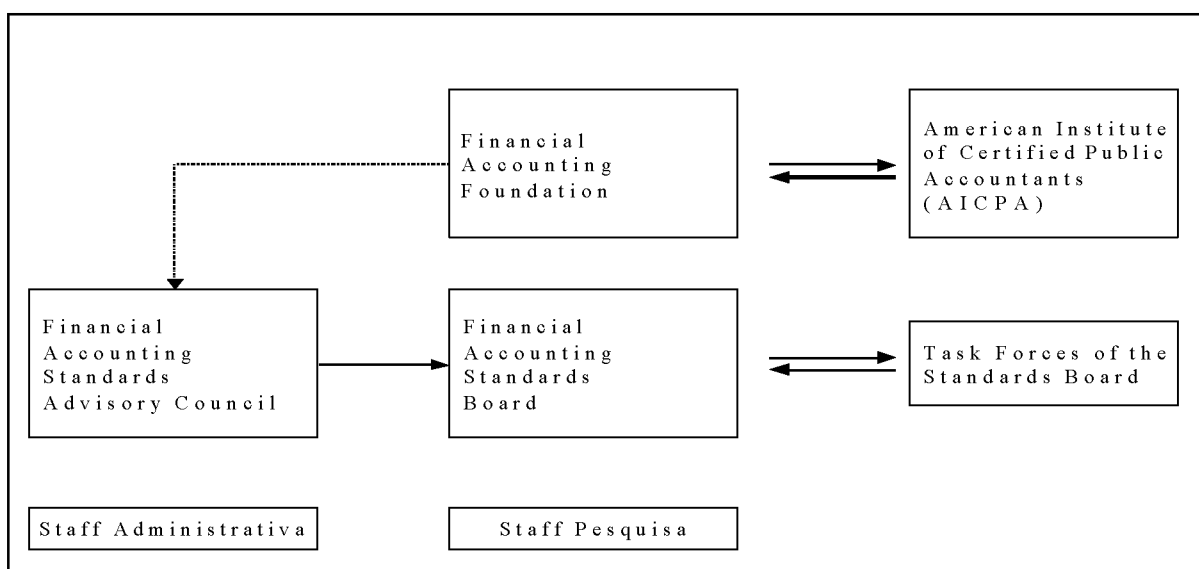 Financial
Accounting
Foundation
American Institute
of Certified Public
Accountants
(AICPA)
Financial
Accounting
Standards
Advisory Council
Financial
Accounting
Standards
Board
Task Forces of the
Standards Board
Staff Administrativa
Staff Pesquisa